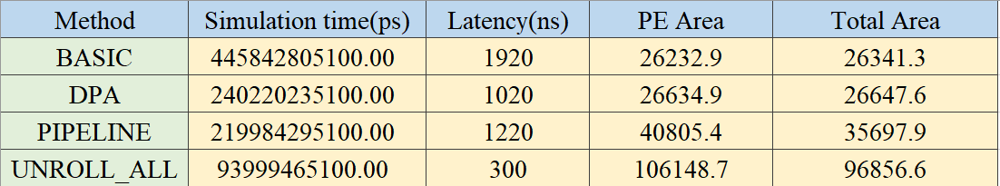 Method Simulation time(ps) Latency(ns) PE Area Total Area
BASIC 445842805100.00 1920 26232.9 26341.3
DPA 240220235100.00 1020 26634.9 26647.6
PIPELINE 219984295100.00 1220 40805.4 35697.9
UNROLL_ALL 93999465100.00 300 106148.7 96856.6